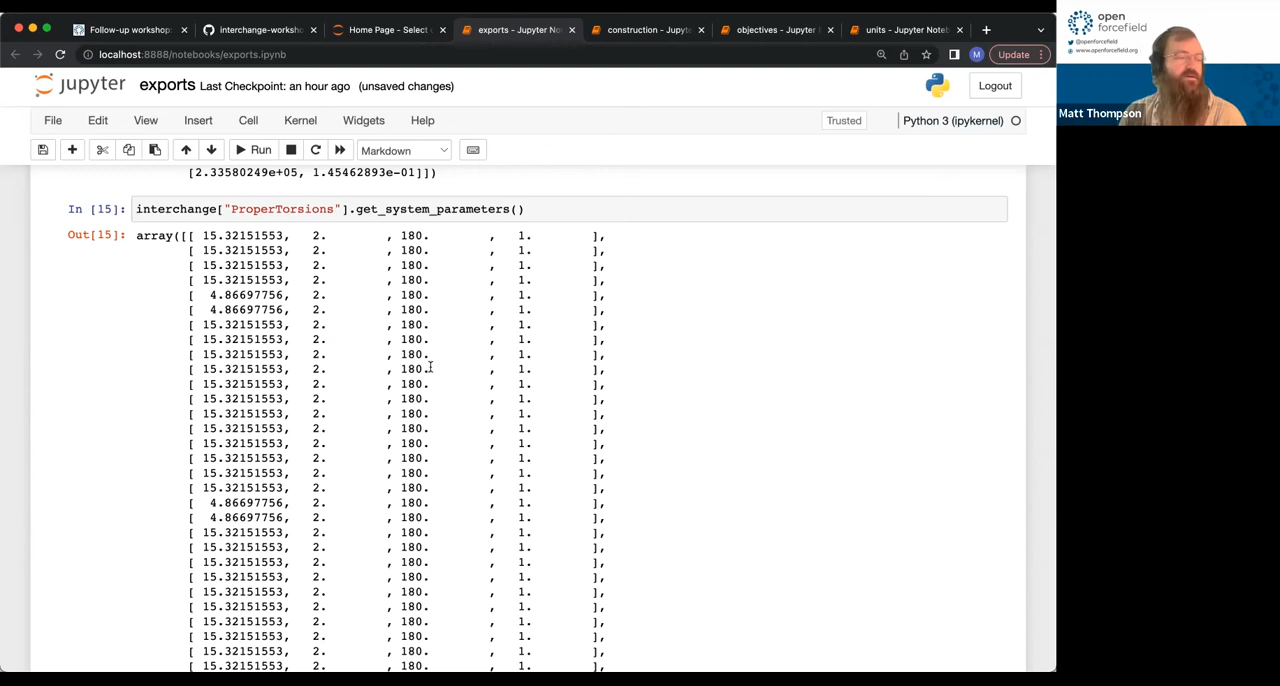 Follow-up workshop: × interchange-worksho × Home Page - Select × exports - Jupyter No × construction - Jupyte × objectives - Jupyter × units - Jupyter Noteb × +
localhost:8888/notebooks/exports.ipynb M Update
jupyter exports Last Checkpoint: an hour ago (unsaved changes) Logout
File Edit View Insert Cell Kernel Widgets Help Trusted Python 3 (ipykernel)
Run Markdown
[2.33580249e+05, 1.45462893e-01]])
In [15]: interchange["ProperTorsions"].get_system_parameters()
Out[15]: array([[ 15.32151553, 2. , 180. , 1. ],
[ 15.32151553, 2. , 180. , 1. ],
[ 15.32151553, 2. , 180. , 1. ],
[ 15.32151553, 2. , 180. , 1. ],
[ 4.86697756, 2. , 180. , 1. ],
[ 4.86697756, 2. , 180. , 1. ],
[ 15.32151553, 2. , 180. , 1. ],
[ 15.32151553, 2. , 180. , 1. ],
[ 15.32151553, 2. , 180. , 1. ],
[ 15.32151553, 2. , 180. , 1. ],
[ 15.32151553, 2. , 180. , 1. ],
[ 15.32151553, 2. , 180. , 1. ],
[ 15.32151553, 2. , 180. , 1. ],
[ 15.32151553, 2. , 180. , 1. ],
[ 15.32151553, 2. , 180. , 1. ],
[ 15.32151553, 2. , 180. , 1. ],
[ 15.32151553, 2. , 180. , 1. ],
[ 15.32151553, 2. , 180. , 1. ],
[ 4.86697756, 2. , 180. , 1. ],
[ 4.86697756, 2. , 180. , 1. ],
[ 15.32151553, 2. , 180. , 1. ],
[ 15.32151553, 2. , 180. , 1. ],
[ 15.32151553, 2. , 180. , 1. ],
[ 15.32151553, 2. , 180. , 1. ],
[ 15.32151553, 2. , 180. , 1. ],
[ 15.32151553, 2. , 180. , 1. ],
[ 15.32151553, 2. , 180. , 1. ],
[ 15.32151553, 2. , 180. , 1. ],
[ 15.32151553, 2. , 180. , 1. ],
[ 15.32151553, 2. , 180. , 1. ],
open
forcefield
@openforcefield
www.openforcefield.org
Matt Thompson